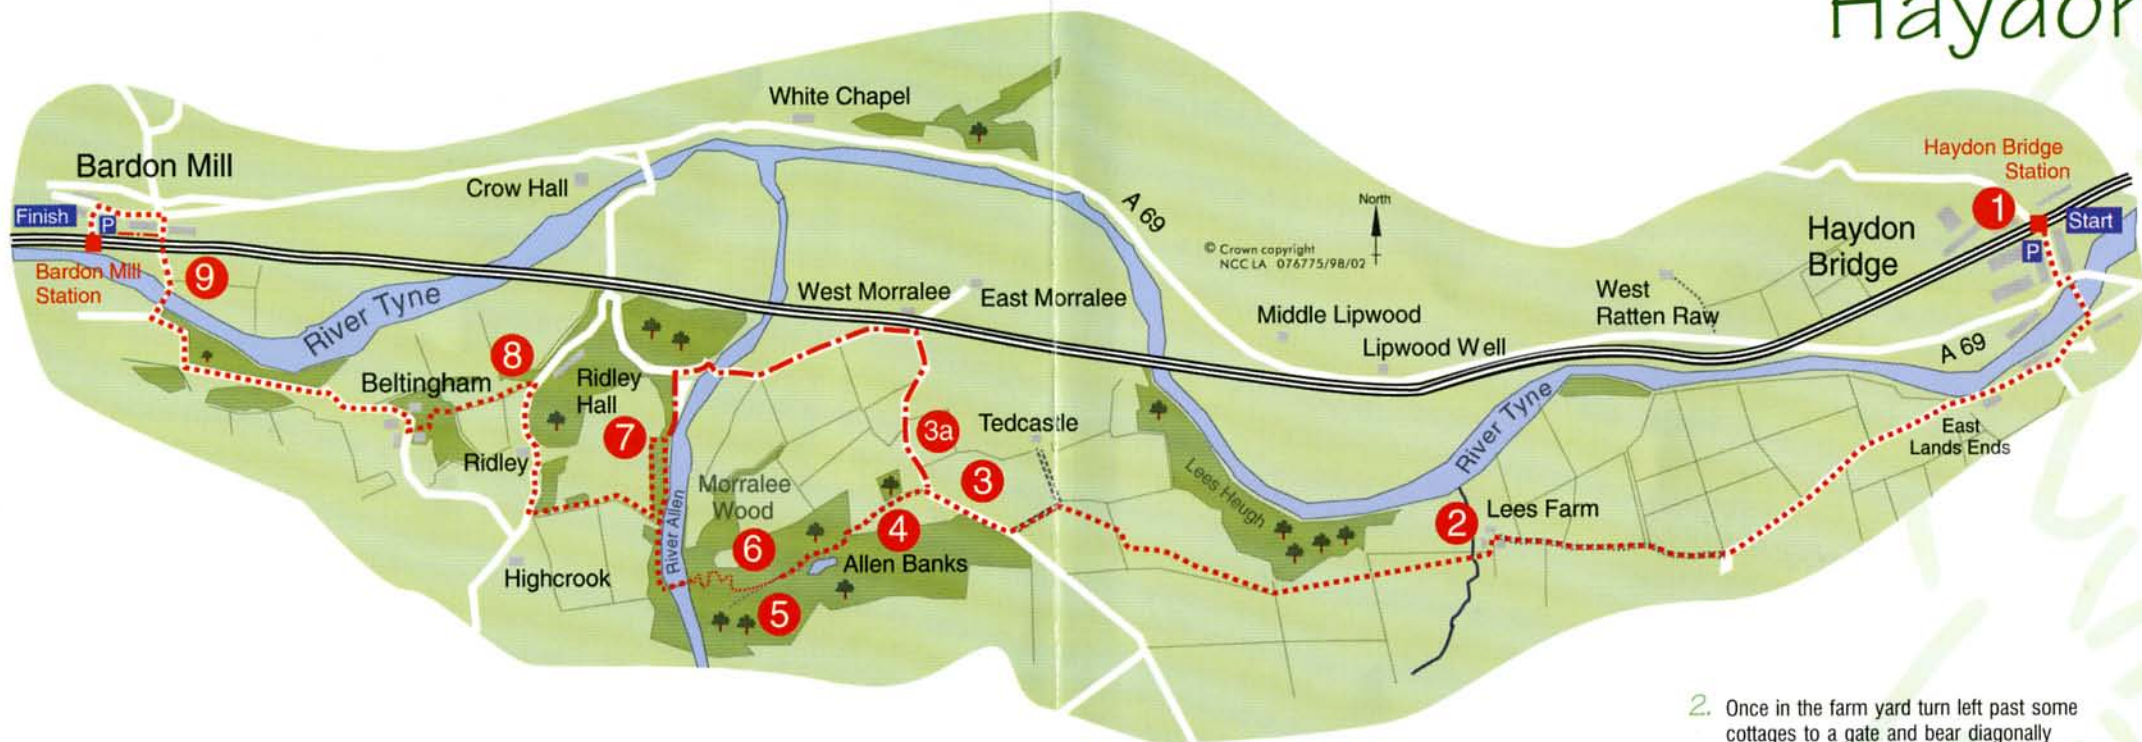 Haydon
White Chapel
Bardon Mill
Crow Hall
Finish
P
Bardon Mill
Station
9
River Tyne
A 69
North
© Crown copyright
NCC LA 076775/98/02
Haydon Bridge
Station
1
Start
P
Haydon
Bridge
West Morralee
East Morralee
Middle Lipwood
Lipwood Well
West
Ratten Raw
A 69
8
Beltingham
Ridley
Hall
7
Ridley
3a
Tedcastle
3
River Tyne
East
Lands Ends
Morralee
Wood
Lees Heugh
River Allen
4
2
Lees Farm
6
Allen Banks
Highcrook
5
2. Once in the farm yard turn left past some
cottages to a gate and bear diagonally